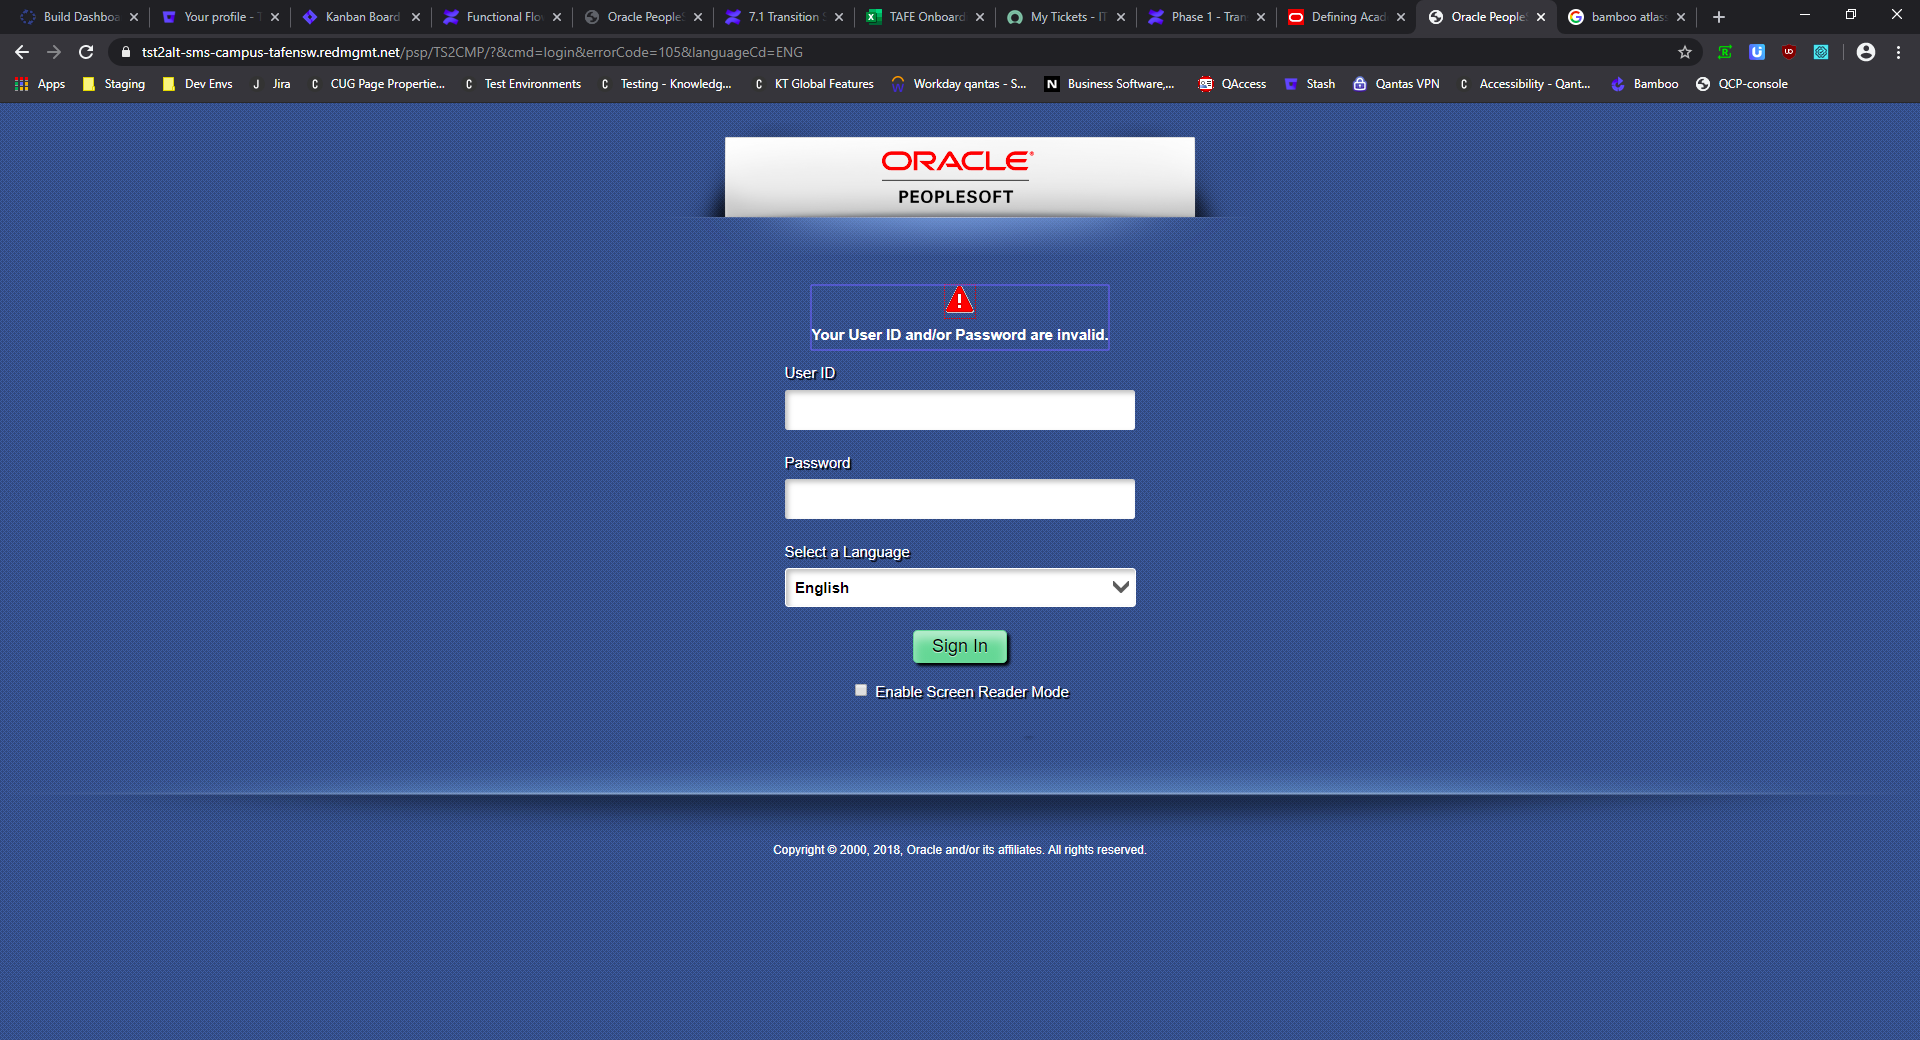 Build Dashboa
Your profile - T
Kanban Board
Functional Flo
Oracle PeopleS
7.1 Transition S
TAFE Onboard
My Tickets - IT
Phase 1 - Tran
Defining Acad
Oracle PeopleS
bamboo atlass
tst2alt-sms-campus-tafensw.redmgmt.net/psp/TS2CMP/?&cmd=login&errorCode=105&languageCd=ENG
Apps
Staging
Dev Envs
Jira
CUG Page Propertie...
Test Environments
Testing - Knowledg...
KT Global Features
Workday qantas - S...
Business Software,...
QAccess
Stash
Qantas VPN
Accessibility - Qant...
Bamboo
QCP-console
ORACLE®
PEOPLESOFT
Your User ID and/or Password are invalid.
User ID
Password
Select a Language
English
Sign In
Enable Screen Reader Mode
Copyright © 2000, 2018, Oracle and/or its affiliates. All rights reserved.